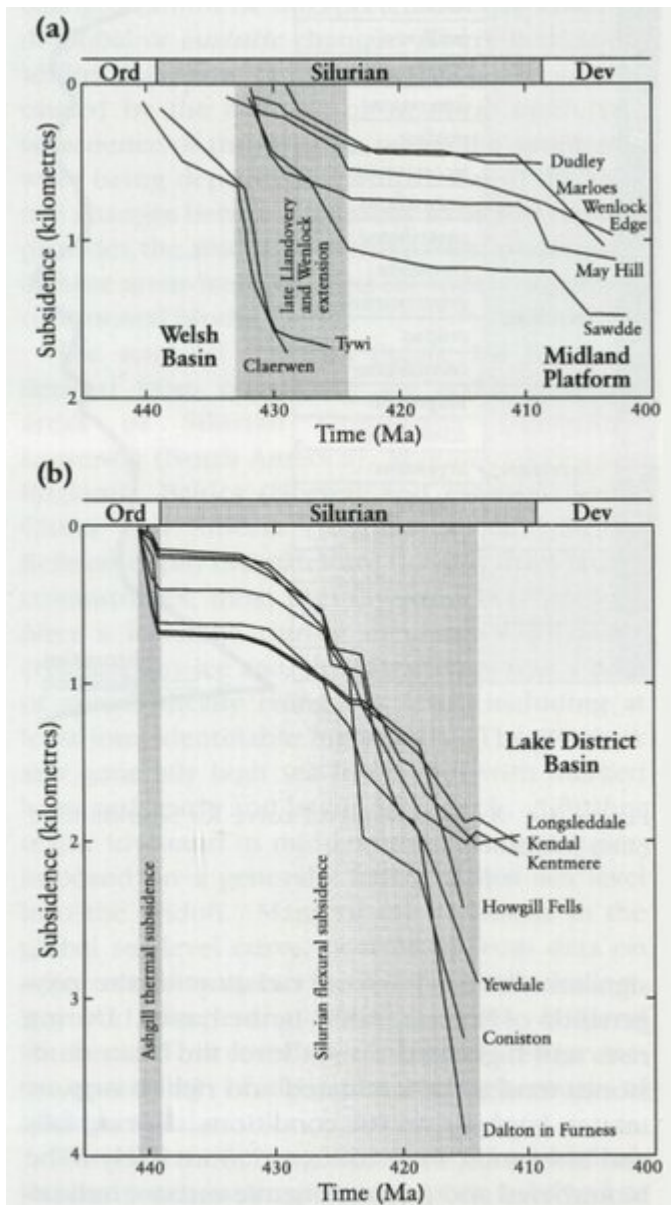 (a)
Ord
Silurian
Dev
0
1
2
Subsidence (kilometres)
late Llandovery
and Wenlock
extension
Dudley
Marloes
Wenlock
Edge
May Hill
Sawdde
Welsh
Basin
Tywi
Claerwen
Midland
Platform
440
430
420
410
400
Time (Ma)
(b)
Ord
Silurian
Dev
0
1
2
3
4
Subsidence (kilometres)
Ashgill thermal subsidence
Silurian flexural subsidence
Lake District
Basin
Longsleddale
Kendal
Kentmere
Howgill Fells
Yewdale
Coniston
Dalton in Furness
440
430
420
410
400
Time (Ma)